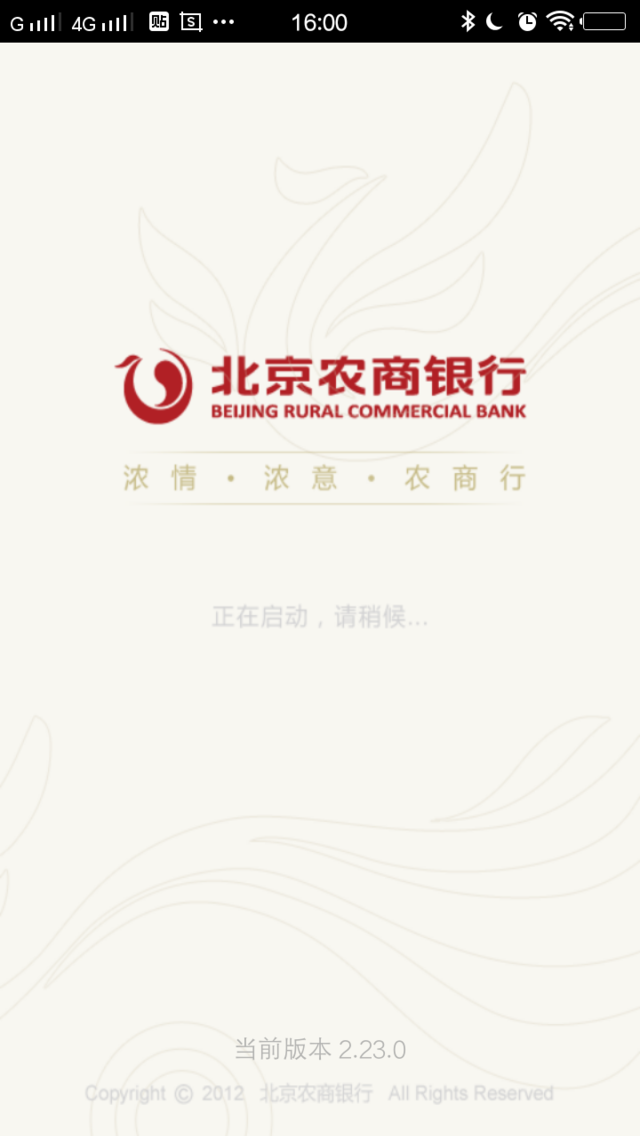 G 4G 贴 S 16:00
北京农商银行
BEIJING RURAL COMMERCIAL BANK
浓情·浓意·农商行
正在启动，请稍候...
当前版本 2.23.0
Copyright © 2012 北京农商银行 All Rights Reserved